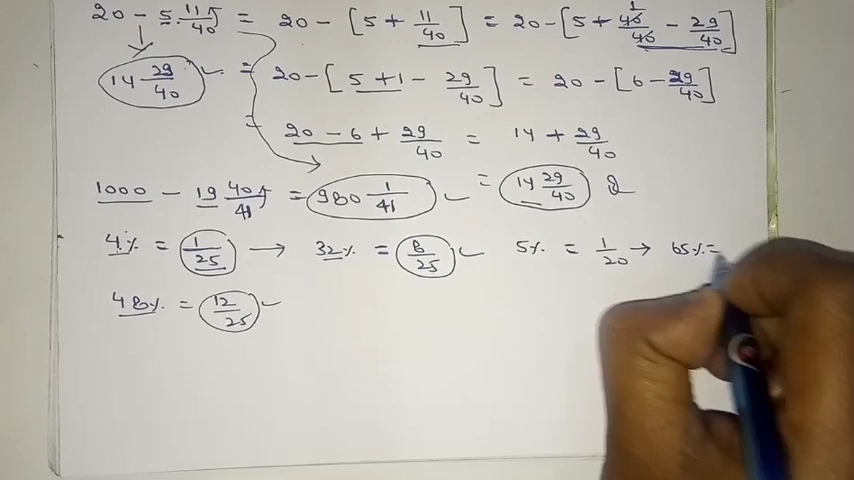 20 - 5 11/40 = 20 - [5 + 11/40] = 20 - [5 + 40/40 1 - 29/40]
14 29/40 = 20 - [5 + 1 - 29/40] = 20 - [6 - 29/40]
= 20 - 6 + 29/40 = 14 + 29/40
1000 - 19 40/41 = 980 1/41 = 14 29/40
4% = 1/25 → 32% = 8/25 5% = 1/20 → 65% =
48% = 12/25